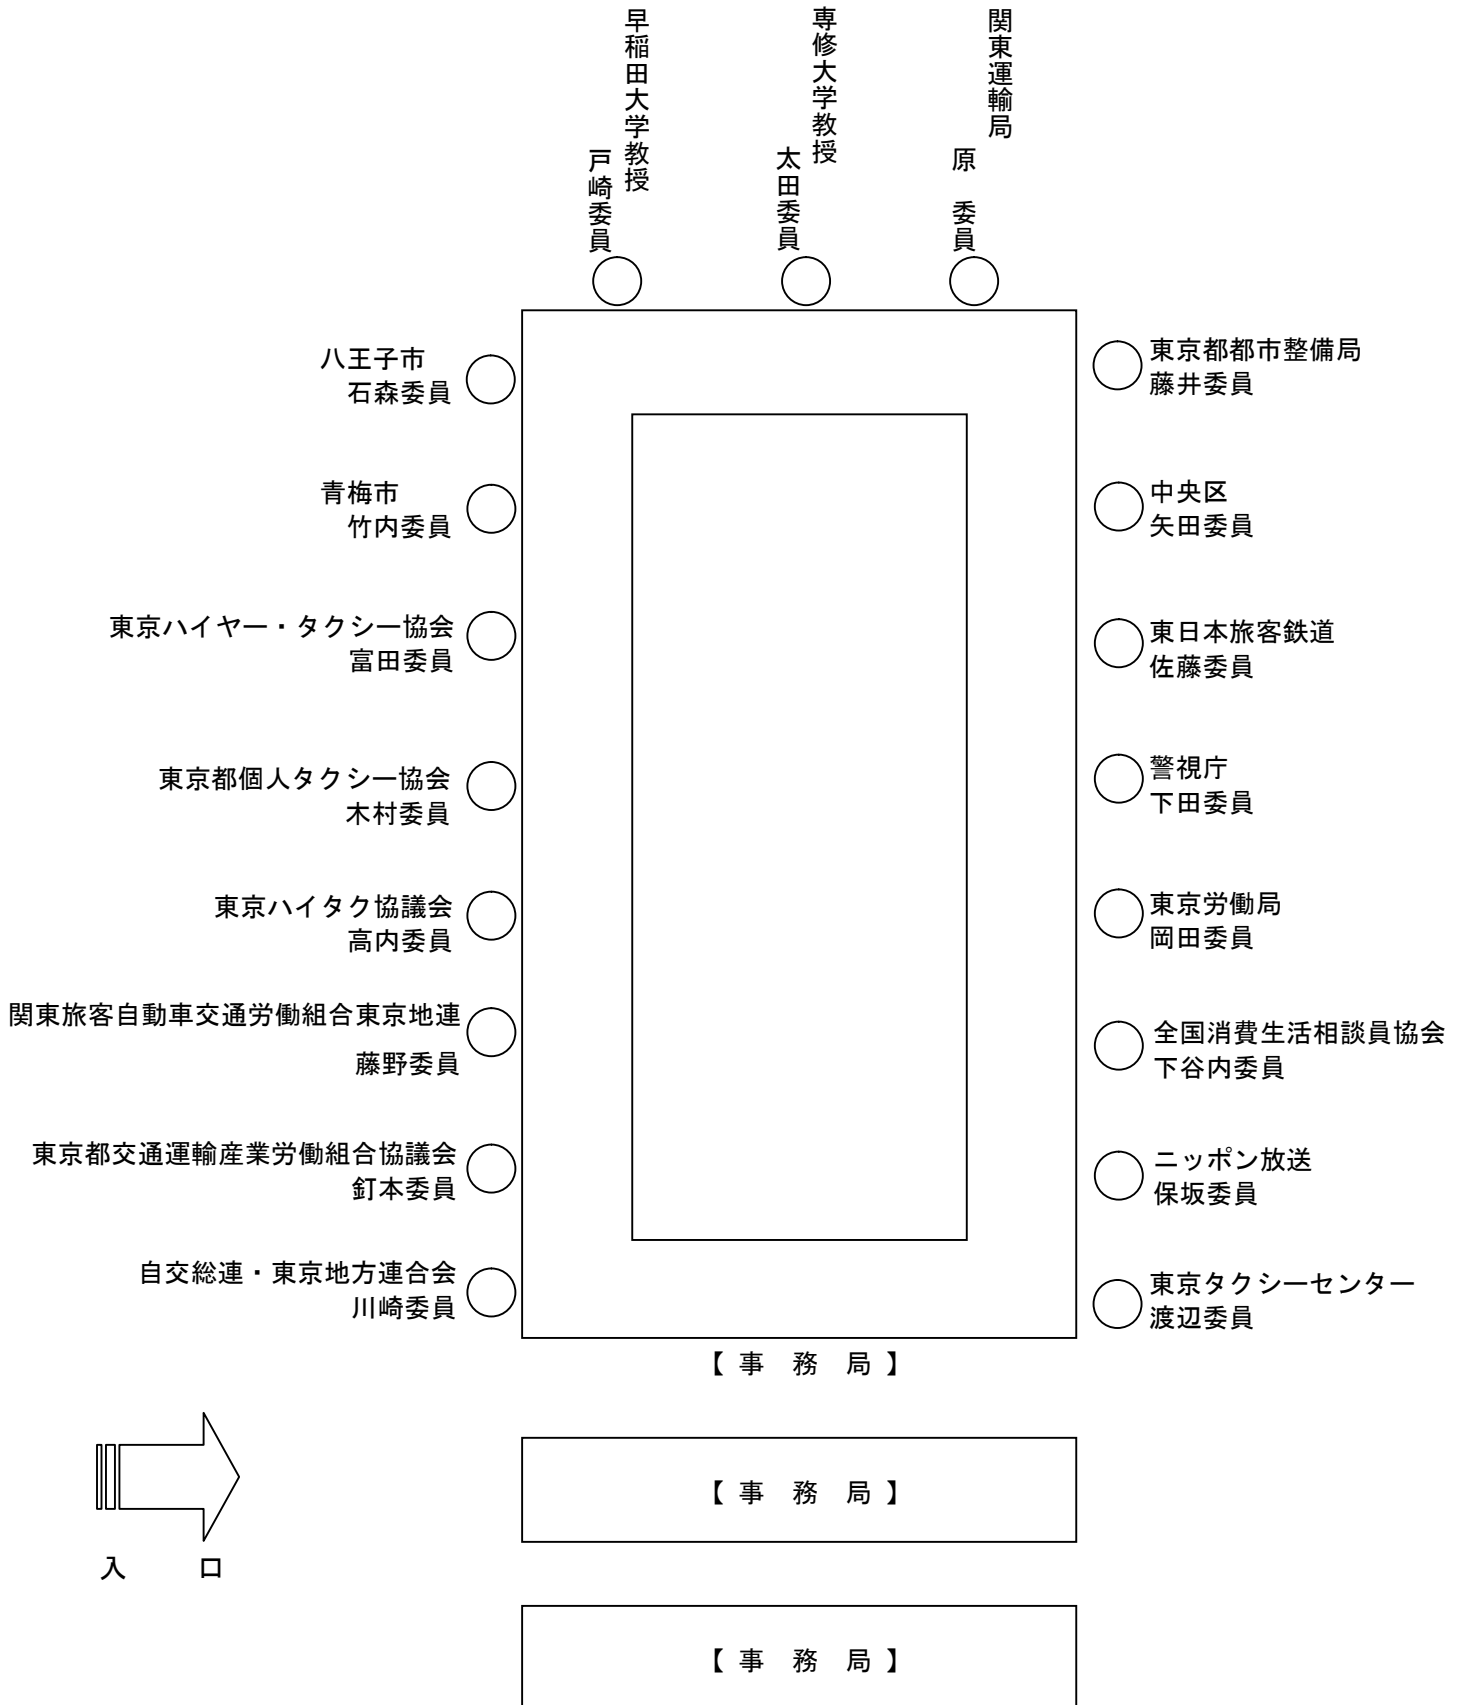 早稲田大学教授
戸崎委員
専修大学教授
太田委員
関東運輸局
原　委員
八王子市
石森委員
青梅市
竹内委員
東京ハイヤー・タクシー協会
富田委員
東京都個人タクシー協会
木村委員
東京ハイタク協議会
高内委員
関東旅客自動車交通労働組合東京地連
藤野委員
東京都交通運輸産業労働組合協議会
釘本委員
自交総連・東京地方連合会
川崎委員
東京都都市整備局
藤井委員
中央区
矢田委員
東日本旅客鉄道
佐藤委員
警視庁
下田委員
東京労働局
岡田委員
全国消費生活相談員協会
下谷内委員
ニッポン放送
保坂委員
東京タクシーセンター
渡辺委員
【 事　務　局 】
【 事　務　局 】
入　　口
【 事　務　局 】